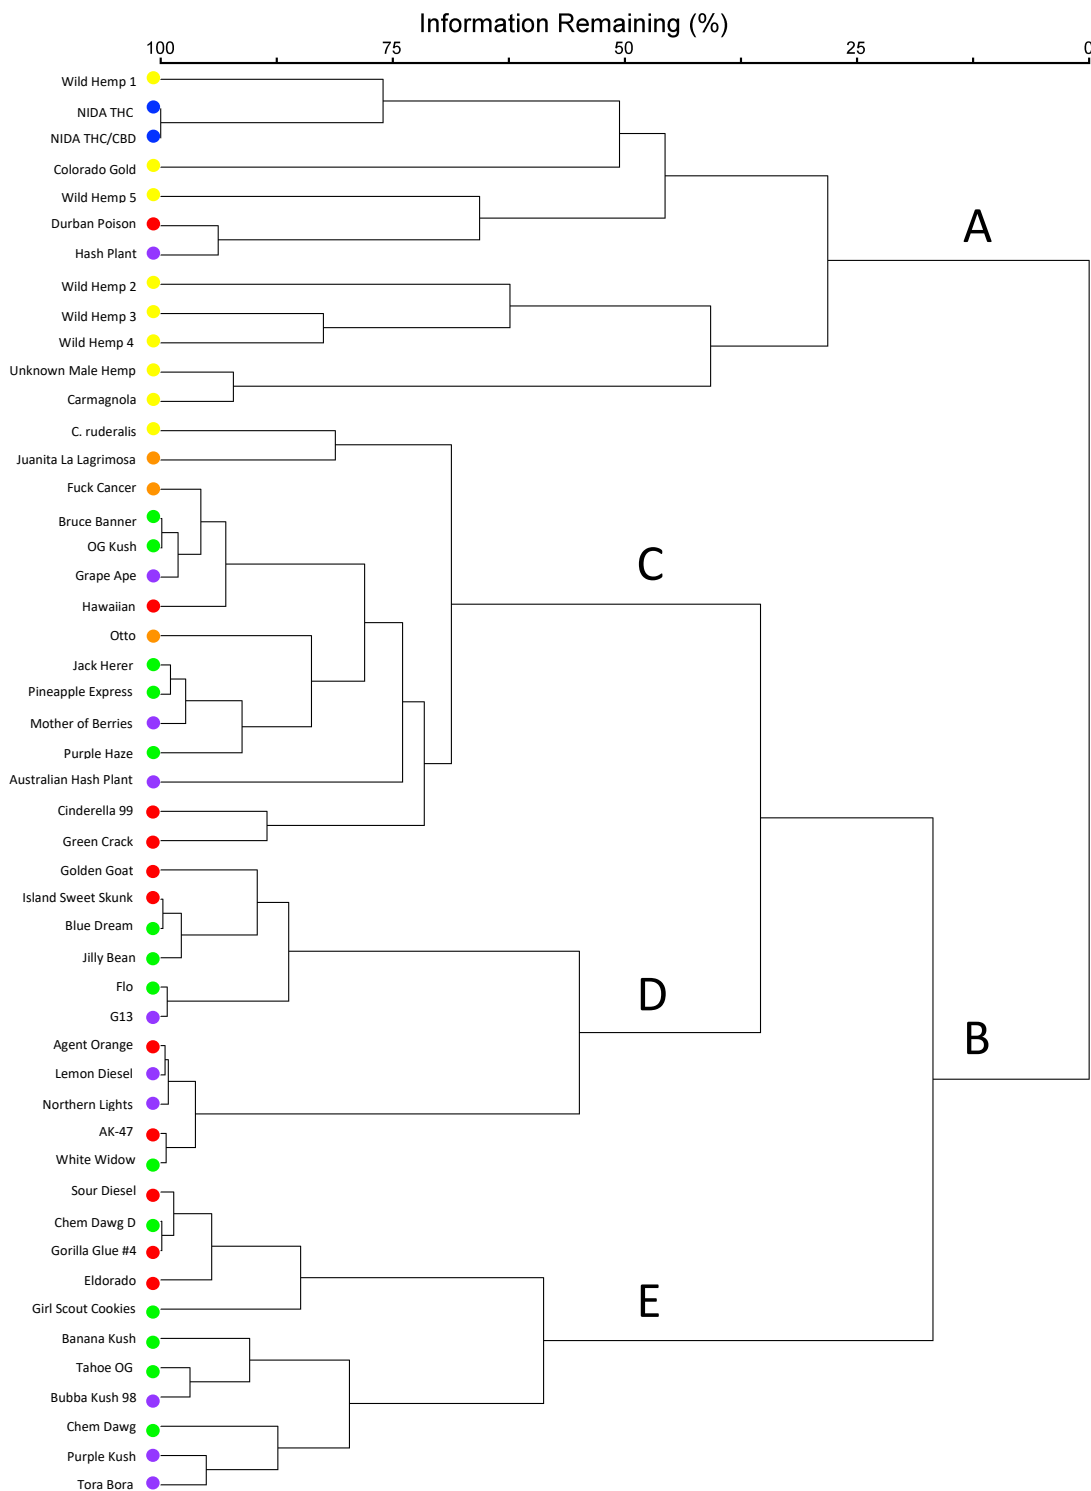 Information Remaining (%)
100 75 50 25 0
Wild Hemp 1
NIDA THC
NIDA THC/CBD
Colorado Gold
Wild Hemp 5
Durban Poison
A
Hash Plant
Wild Hemp 2
Wild Hemp 3
Wild Hemp 4
Unknown Male Hemp
Carmagnola
C. ruderalis
Juanita La Lagrimosa
Fuck Cancer
Bruce Banner
OG Kush
C
Grape Ape
Hawaiian
Otto
Jack Herer
Pineapple Express
Mother of Berries
Purple Haze
Australian Hash Plant
Cinderella 99
Green Crack
Golden Goat
Island Sweet Skunk
Blue Dream
Jilly Bean
Flo
D
G13
Agent Orange
B
Lemon Diesel
Northern Lights
AK-47
White Widow
Sour Diesel
Chem Dawg D
Gorilla Glue #4
Eldorado
E
Girl Scout Cookies
Banana Kush
Tahoe OG
Bubba Kush 98
Chem Dawg
Purple Kush
Tora Bora